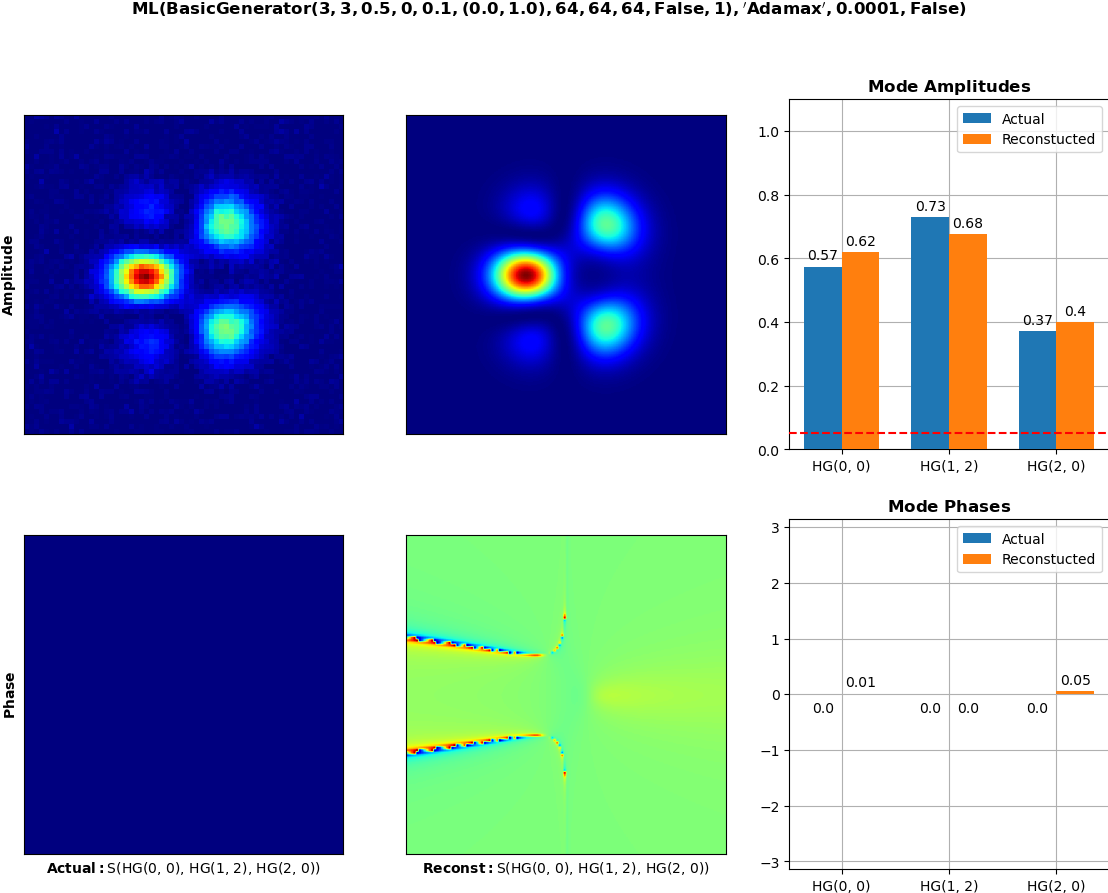 ML(BasicGenerator(3, 3, 0.5, 0, 0.1, (0.0, 1.0), 64, 64, 64, False, 1), ′Adamax′, 0.0001, False)
Amplitude
Mode Amplitudes
Actual
Reconstucted
1.0
0.8
0.6
0.4
0.2
0.0
0.57
0.62
0.73
0.68
0.37
0.4
HG(0, 0)
HG(1, 2)
HG(2, 0)
Phase
Actual: S(HG(0, 0), HG(1, 2), HG(2, 0))
Reconst: S(HG(0, 0), HG(1, 2), HG(2, 0))
Mode Phases
Actual
Reconstucted
3
2
1
0
−1
−2
−3
0.0
0.01
0.0
0.0
0.0
0.05
HG(0, 0)
HG(1, 2)
HG(2, 0)